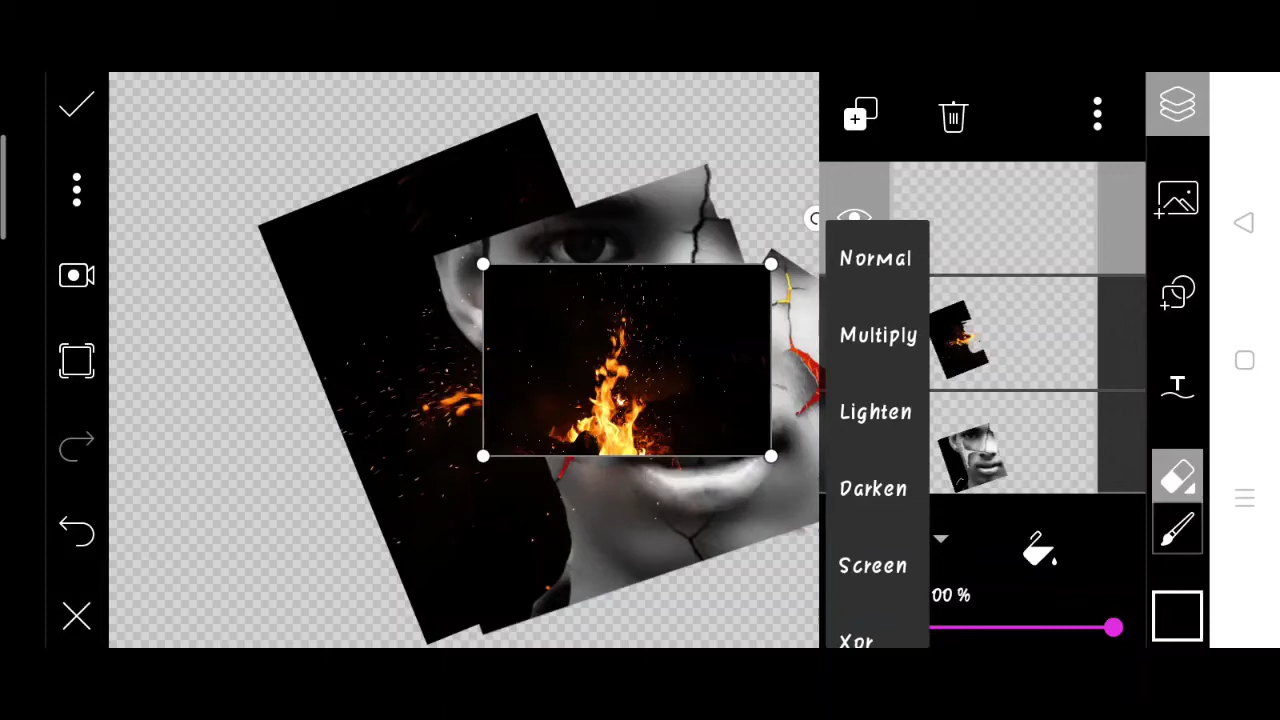 Normal
Multiply
Lighten
Darken
Screen
Xor
00 %
T